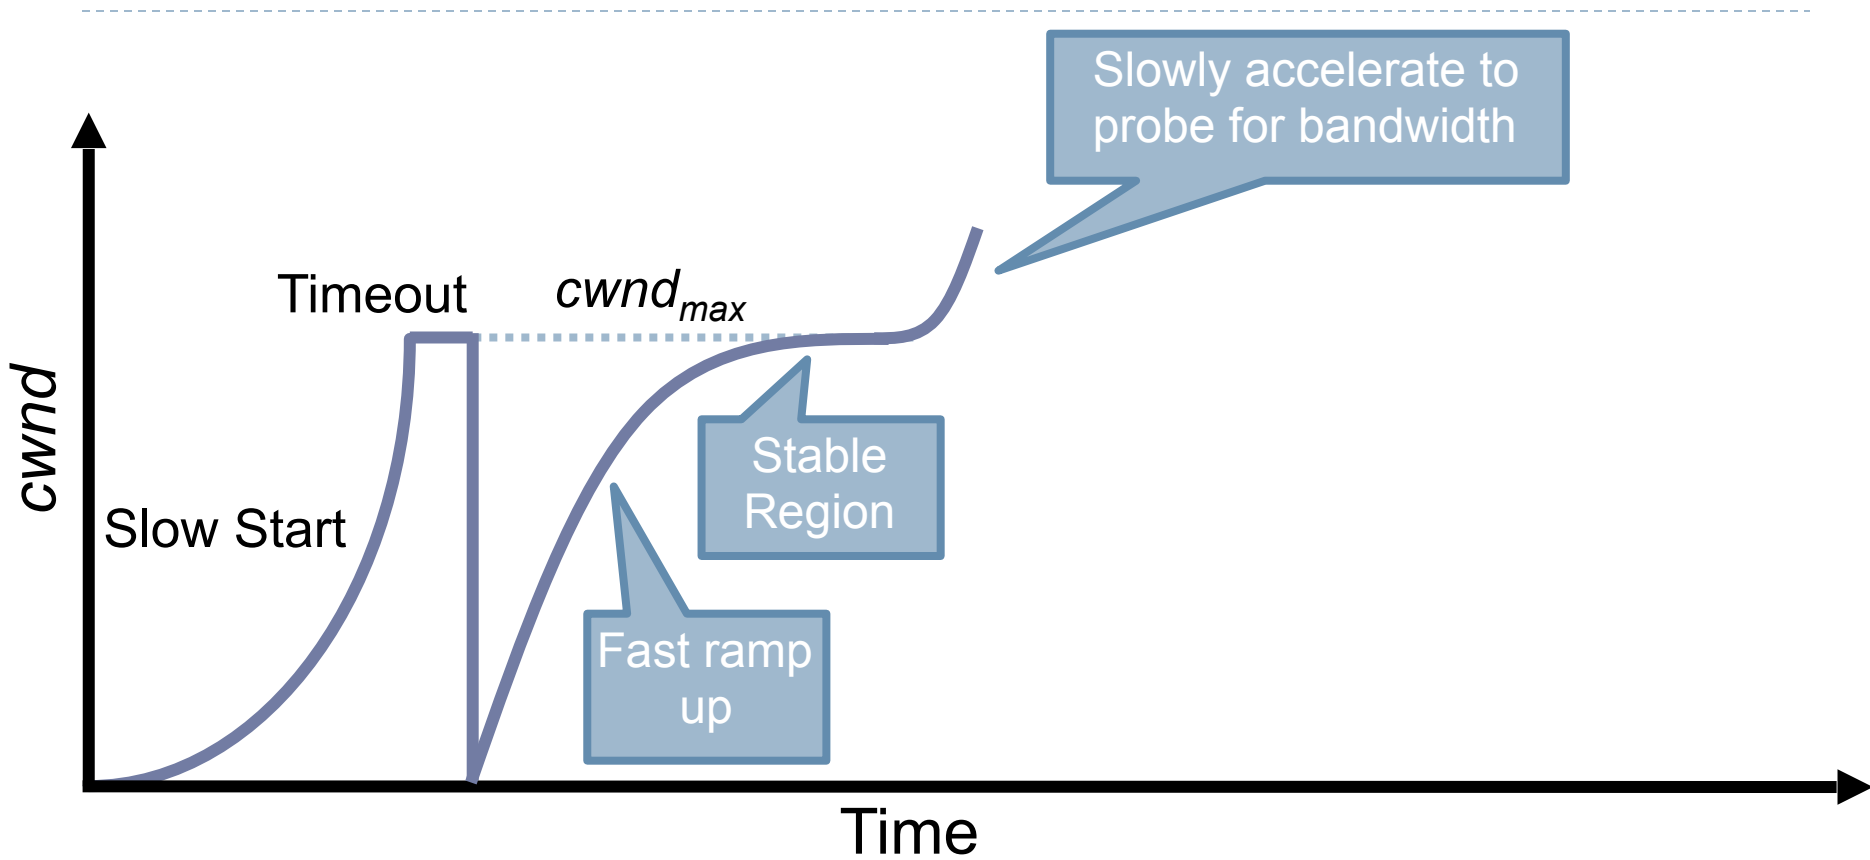 Slowly accelerate to
probe for bandwidth
Timeout
cwndmax
cwnd
Stable
Region
Slow Start
Fast ramp
up
Time